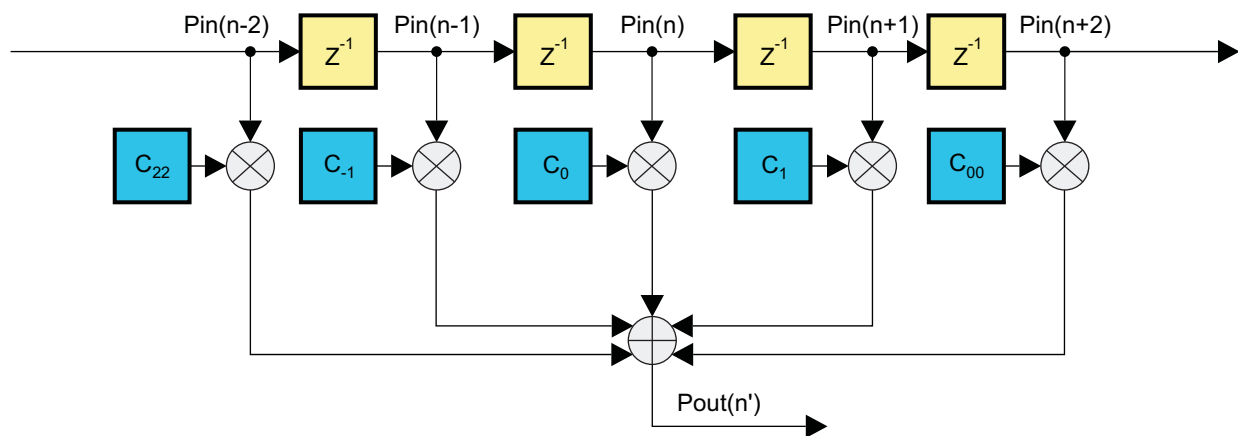 Pin(n-2) Pin(n-1) Pin(n) Pin(n+1) Pin(n+2)
Z⁻¹ Z⁻¹ Z⁻¹ Z⁻¹
C₂₂ C₋₁ C₀ C₁ C₀₀
Pout(n')